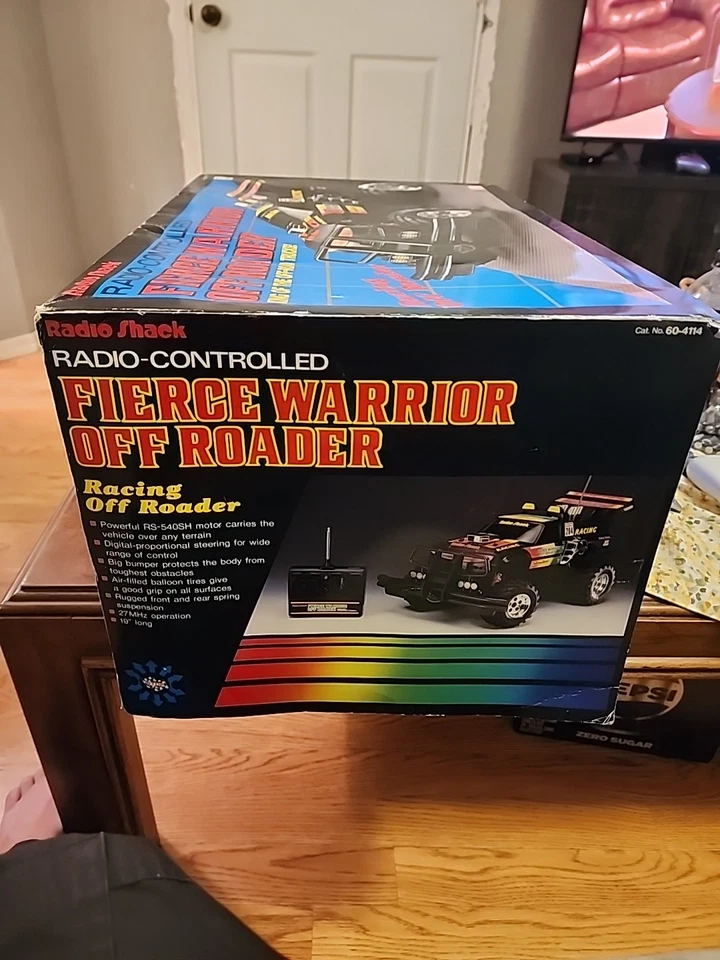 RADIO-CONTROLLED
FIERCE WARRIOR
OFF ROADER
Radio Shack
Cat. No. 60-4114
RADIO-CONTROLLED
FIERCE WARRIOR
OFF ROADER
Racing
Off Roader
Powerful RS-540SH motor carries the
vehicle over any terrain
Digital-proportional steering for wide
range of control
Big bumper protects the body from
toughest obstacles
Air-filled balloon tires give
a good grip on all surfaces
Rugged front and rear spring
suspension
27MHz operation
19" long
RACING
PEPSI
ZERO SUGAR